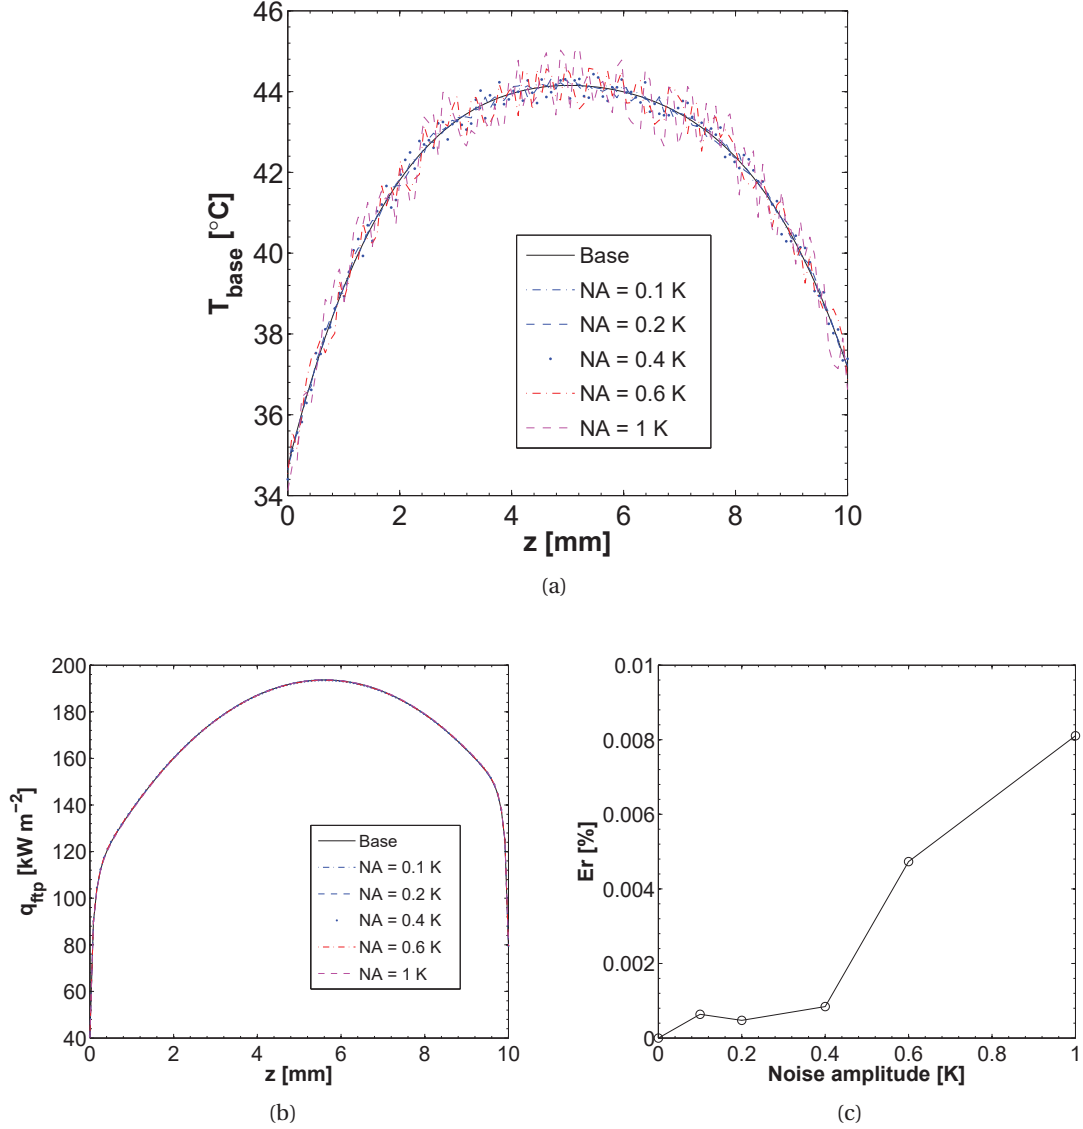 46
44
42
40
38
36
34
T_base [°C]
Base
NA = 0.1 K
NA = 0.2 K
NA = 0.4 K
NA = 0.6 K
NA = 1 K
0 2 4 6 8 10
z [mm]
(a)
200
180
160
140
120
100
80
60
40
q_ftp [kW m⁻²]
Base
NA = 0.1 K
NA = 0.2 K
NA = 0.4 K
NA = 0.6 K
NA = 1 K
0 2 4 6 8 10
z [mm]
(b)
0.01
0.008
0.006
0.004
0.002
0
Er [%]
0 0.2 0.4 0.6 0.8 1
Noise amplitude [K]
(c)